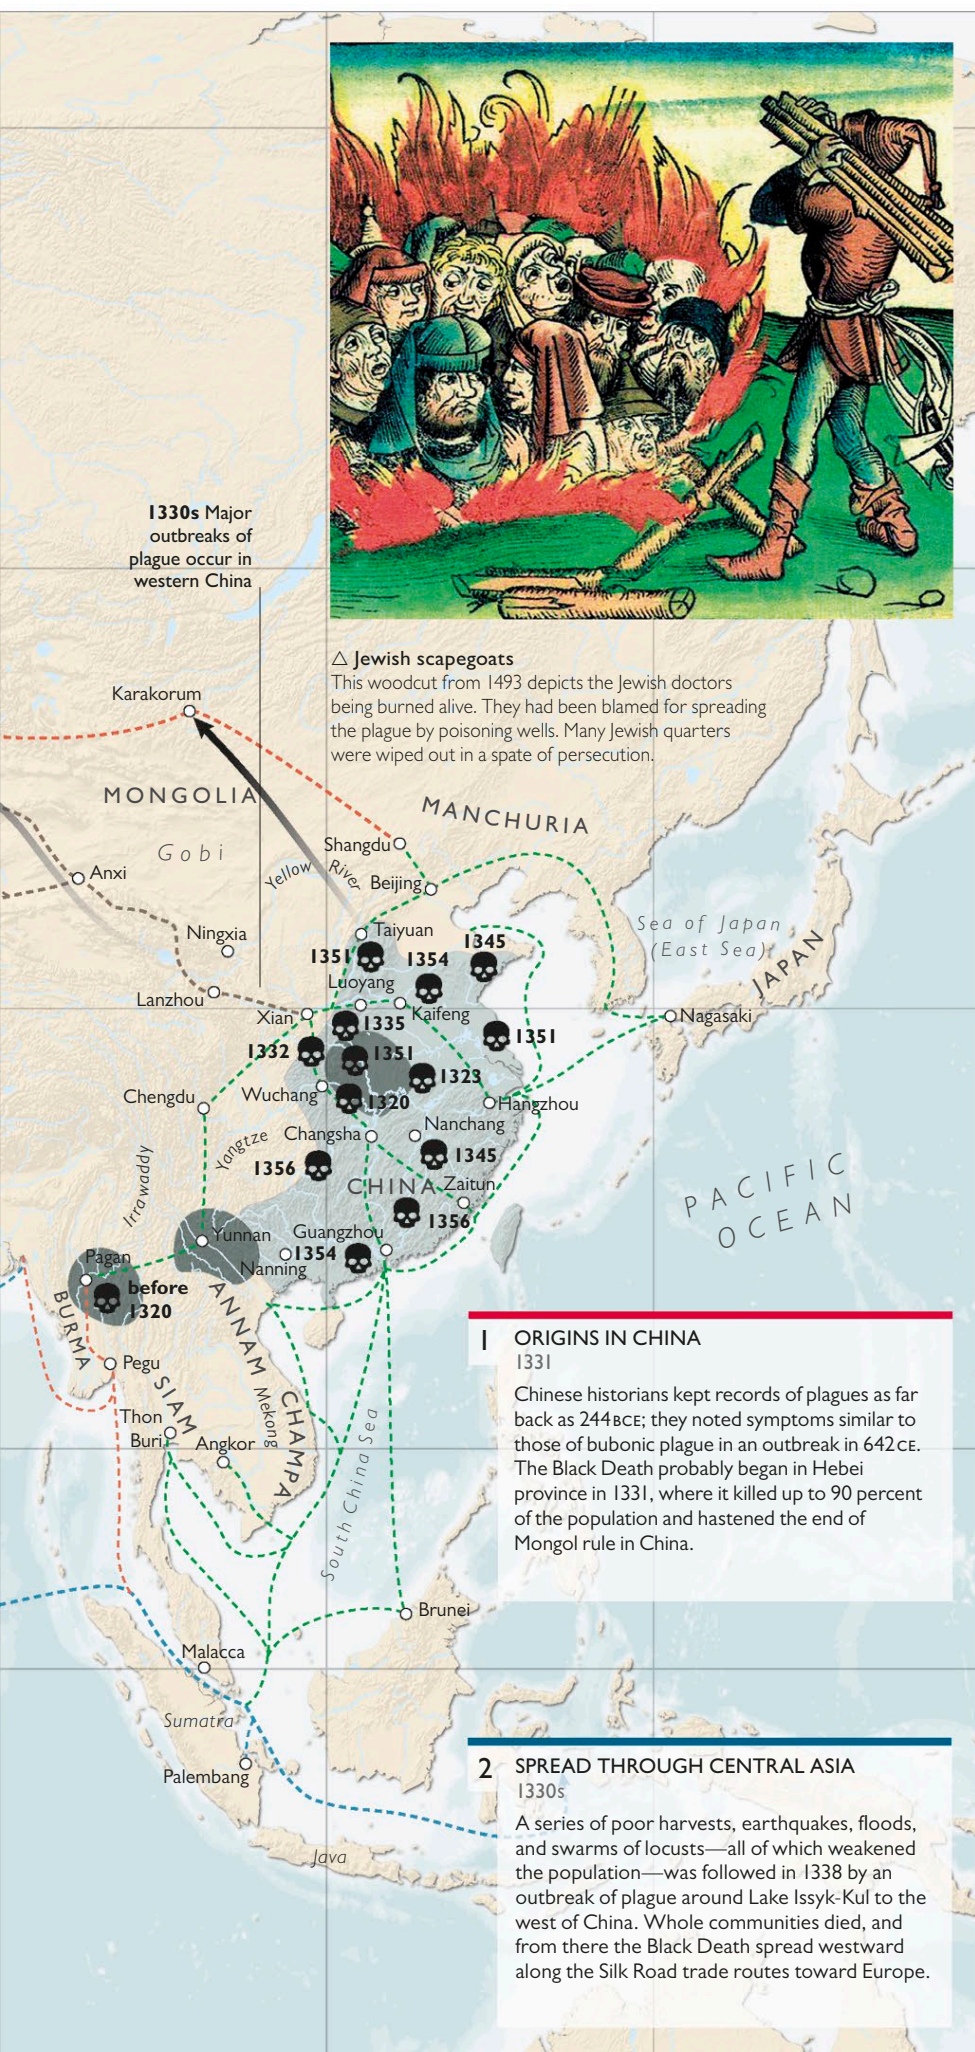 1330s Major
outbreaks of
plague occur in
western China
△ Jewish scapegoats
This woodcut from 1493 depicts the Jewish doctors
being burned alive. They had been blamed for spreading
the plague by poisoning wells. Many Jewish quarters
were wiped out in a spate of persecution.
Karakorum
MONGOLIA
MANCHURIA
Gobi
Shangdu
Yellow River
Anxi
Beijing
Ningxia
Taiyuan
1351
1354
1345
Sea of Japan
(East Sea)
JAPAN
Luoyang
Lanzhou
Xian
Kaifeng
Nagasaki
1335
1332
1351
1351
1323
Chengdu
Wuchang
1320
Hangzhou
Yangtze
Changsha
Nanchang
1345
Irrawaddy
1356
CHINA
Zaitun
1356
PACIFIC
OCEAN
Yunnan
Guangzhou
1354
Nanning
Pagan
before
1320
BURMA
ANNAM
Pegu
SIAM
Mekong
CHAMPA
Thon
Buri
Angkor
South China Sea
1 ORIGINS IN CHINA
1331
Chinese historians kept records of plagues as far
back as 244BCE; they noted symptoms similar to
those of bubonic plague in an outbreak in 642CE.
The Black Death probably began in Hebei
province in 1331, where it killed up to 90 percent
of the population and hastened the end of
Mongol rule in China.
Brunei
Malacca
Sumatra
Palembang
Java
2 SPREAD THROUGH CENTRAL ASIA
1330s
A series of poor harvests, earthquakes, floods,
and swarms of locusts—all of which weakened
the population—was followed in 1338 by an
outbreak of plague around Lake Issyk-Kul to the
west of China. Whole communities died, and
from there the Black Death spread westward
along the Silk Road trade routes toward Europe.